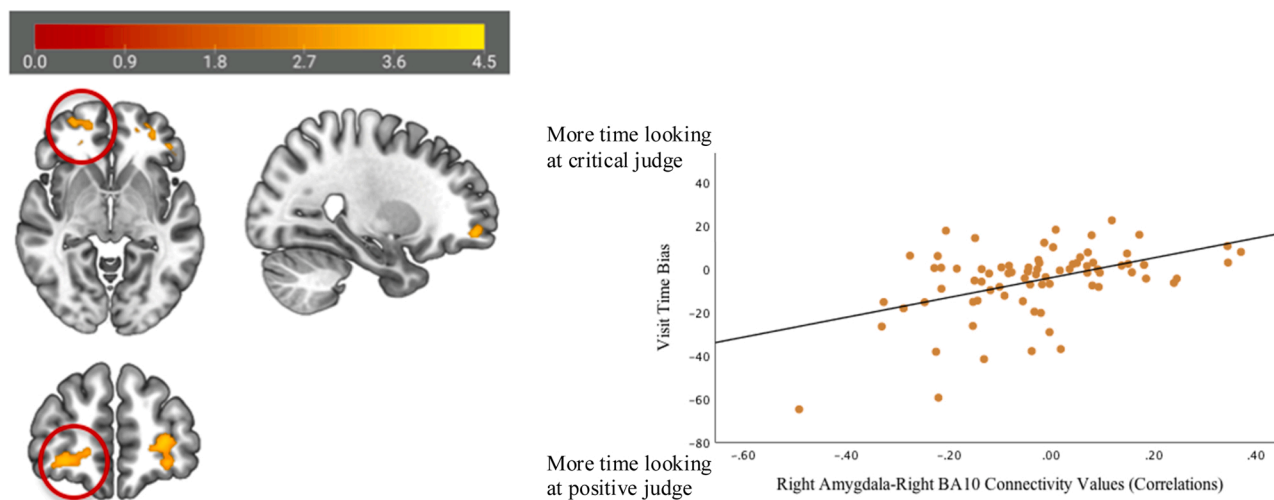 0.0 0.9 1.8 2.7 3.6 4.5
More time looking
at critical judge
40
20
0
-20
-40
-60
-80
Visit Time Bias
More time looking
at positive judge
-.60 -.40 -.20 .00 .20 .40
Right Amygdala-Right BA10 Connectivity Values (Correlations)